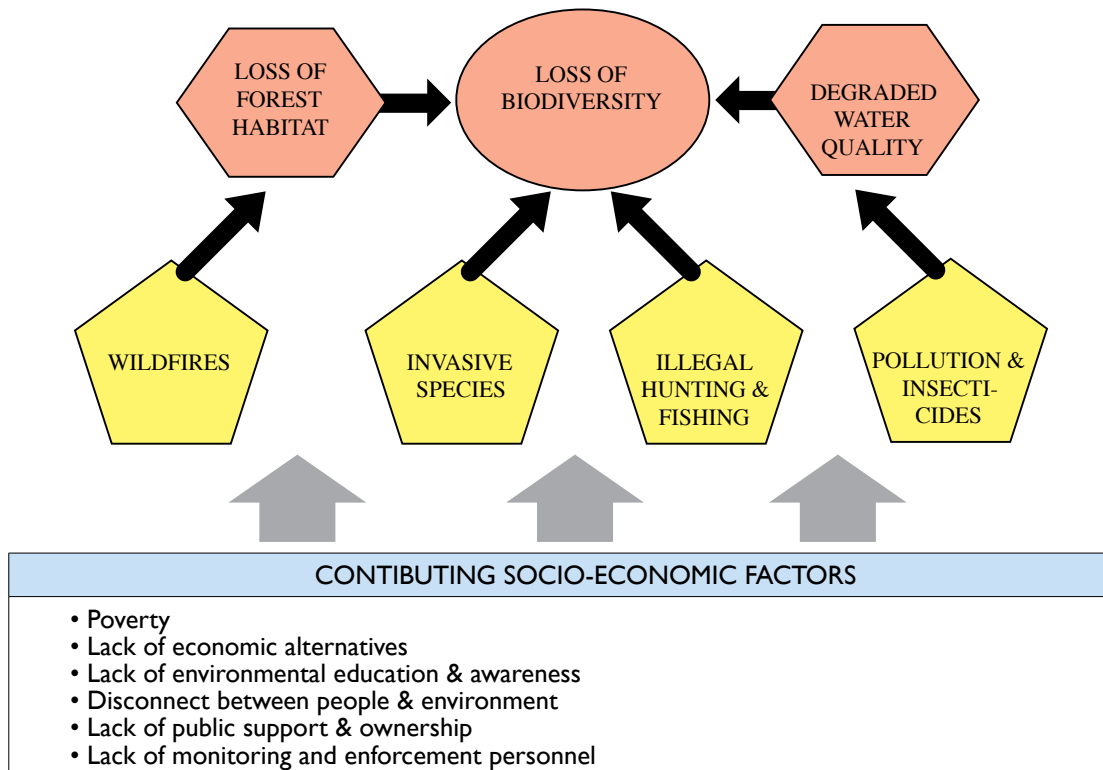 LOSS OF
FOREST
HABITAT
LOSS OF
BIODIVERSITY
DEGRADED
WATER
QUALITY
WILDFIRES
INVASIVE
SPECIES
ILLEGAL
HUNTING &
FISHING
POLLUTION &
INSECTI-
CIDES
CONTIBUTING SOCIO-ECONOMIC FACTORS
• Poverty
• Lack of economic alternatives
• Lack of environmental education & awareness
• Disconnect between people & environment
• Lack of public support & ownership
• Lack of monitoring and enforcement personnel